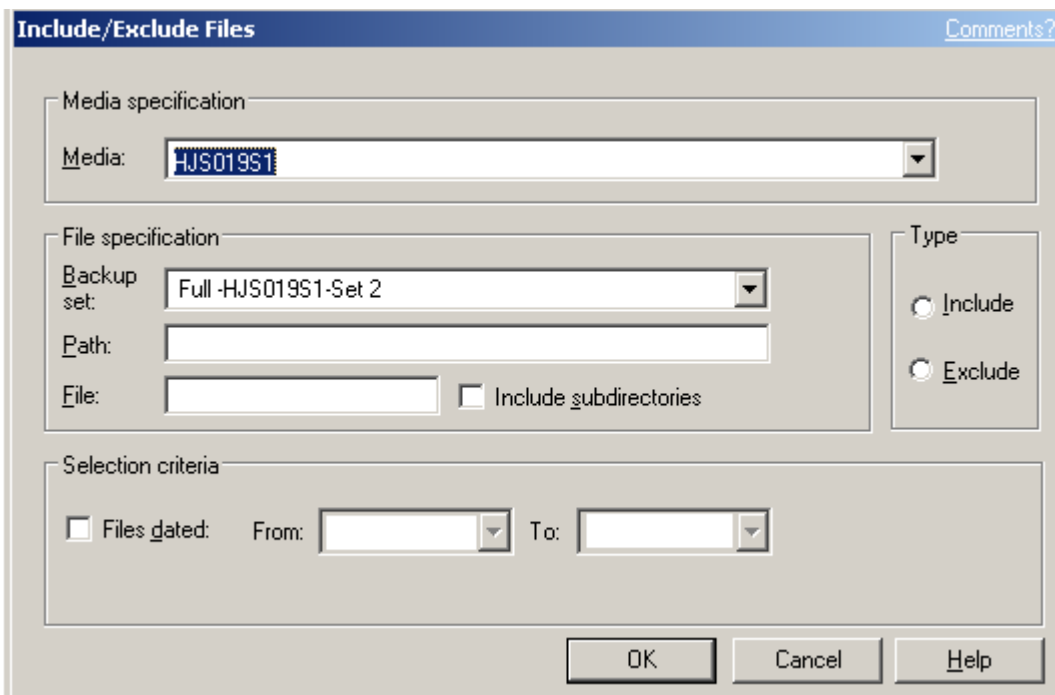 Include/Exclude Files Comments?
Media specification
Media: HJS019S1
File specification
Type
Backup set: Full -HJS019S1-Set 2
Include
Path:
Exclude
File: Include subdirectories
Selection criteria
Files dated: From: To:
OK Cancel Help